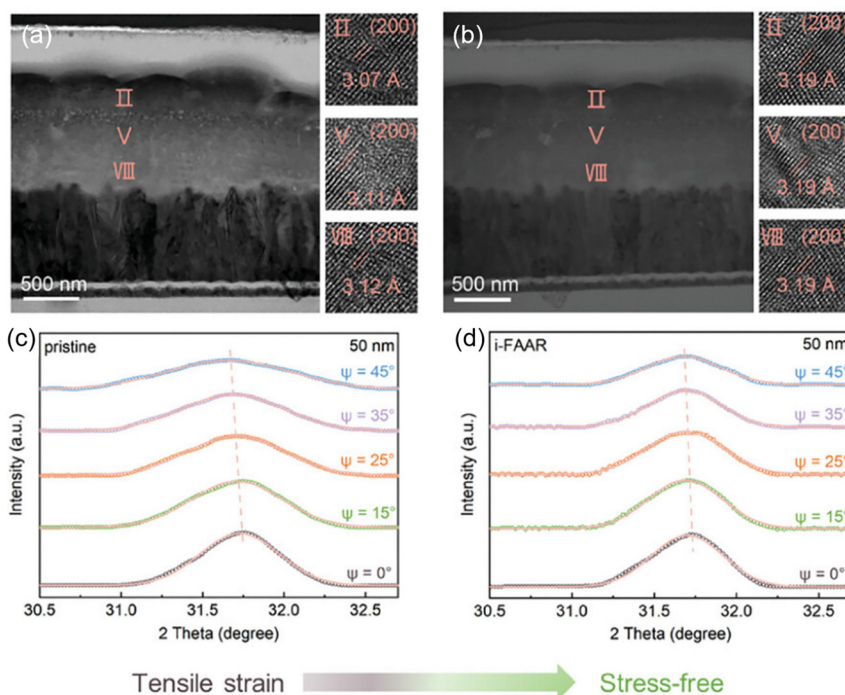 (a)
Ⅱ
Ⅴ
Ⅷ
500 nm
Ⅱ (200)
3.07 Å
Ⅴ (200)
3.11 Å
Ⅷ (200)
3.12 Å
(b)
Ⅱ
Ⅴ
Ⅷ
500 nm
Ⅱ (200)
3.19 Å
Ⅴ (200)
3.19 Å
Ⅷ (200)
3.19 Å
(c)
pristine 50 nm
ψ = 45°
ψ = 35°
ψ = 25°
ψ = 15°
ψ = 0°
Intensity (a.u.)
30.5 31.0 31.5 32.0 32.5
2 Theta (degree)
(d)
i-FAAR 50 nm
ψ = 45°
ψ = 35°
ψ = 25°
ψ = 15°
ψ = 0°
Intensity (a.u.)
30.5 31.0 31.5 32.0 32.5
2 Theta (degree)
Tensile strain Stress-free